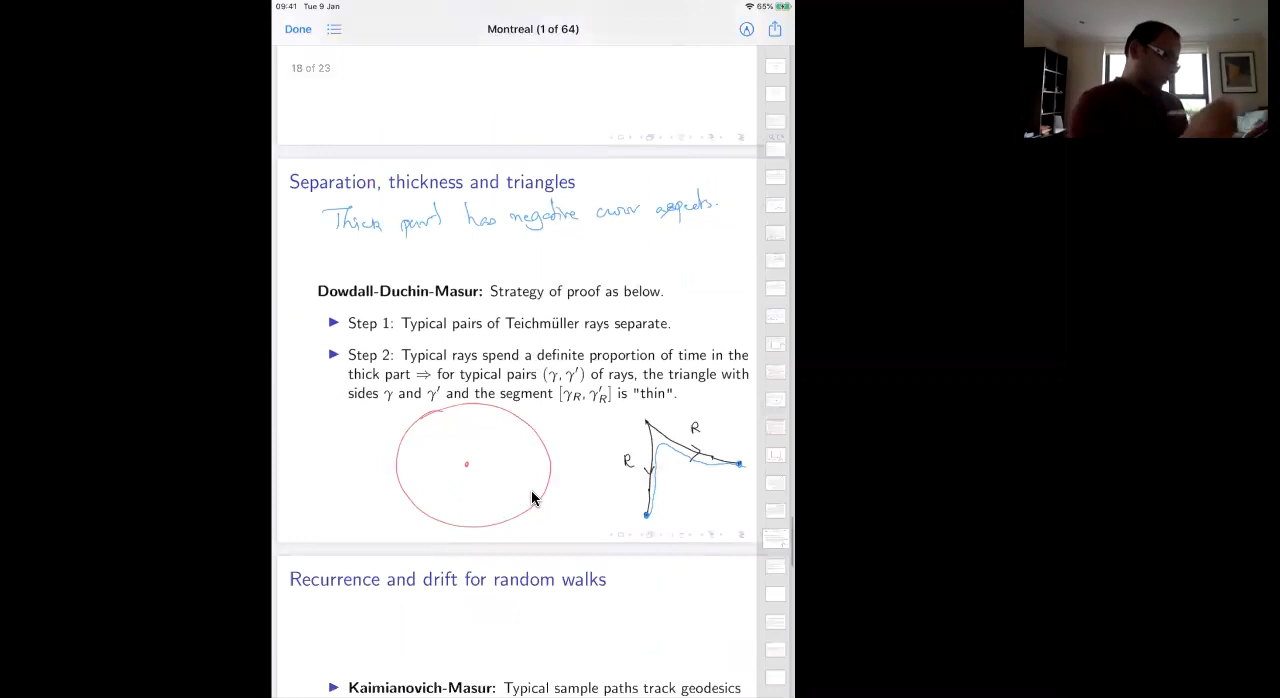 09:41 Tue 9 Jan
65%
Done
Montreal (1 of 64)
18 of 23
Separation, thickness and triangles
Thick part has negative curv aspects.
Dowdall-Duchin-Masur: Strategy of proof as below.
▶ Step 1: Typical pairs of Teichmüller rays separate.
▶ Step 2: Typical rays spend a definite proportion of time in the
thick part ⇒ for typical pairs (γ, γ′) of rays, the triangle with
sides γ and γ′ and the segment [γR, γ′R] is "thin".
R
R
Recurrence and drift for random walks
▶ Kaimianovich-Masur: Typical sample paths track geodesics